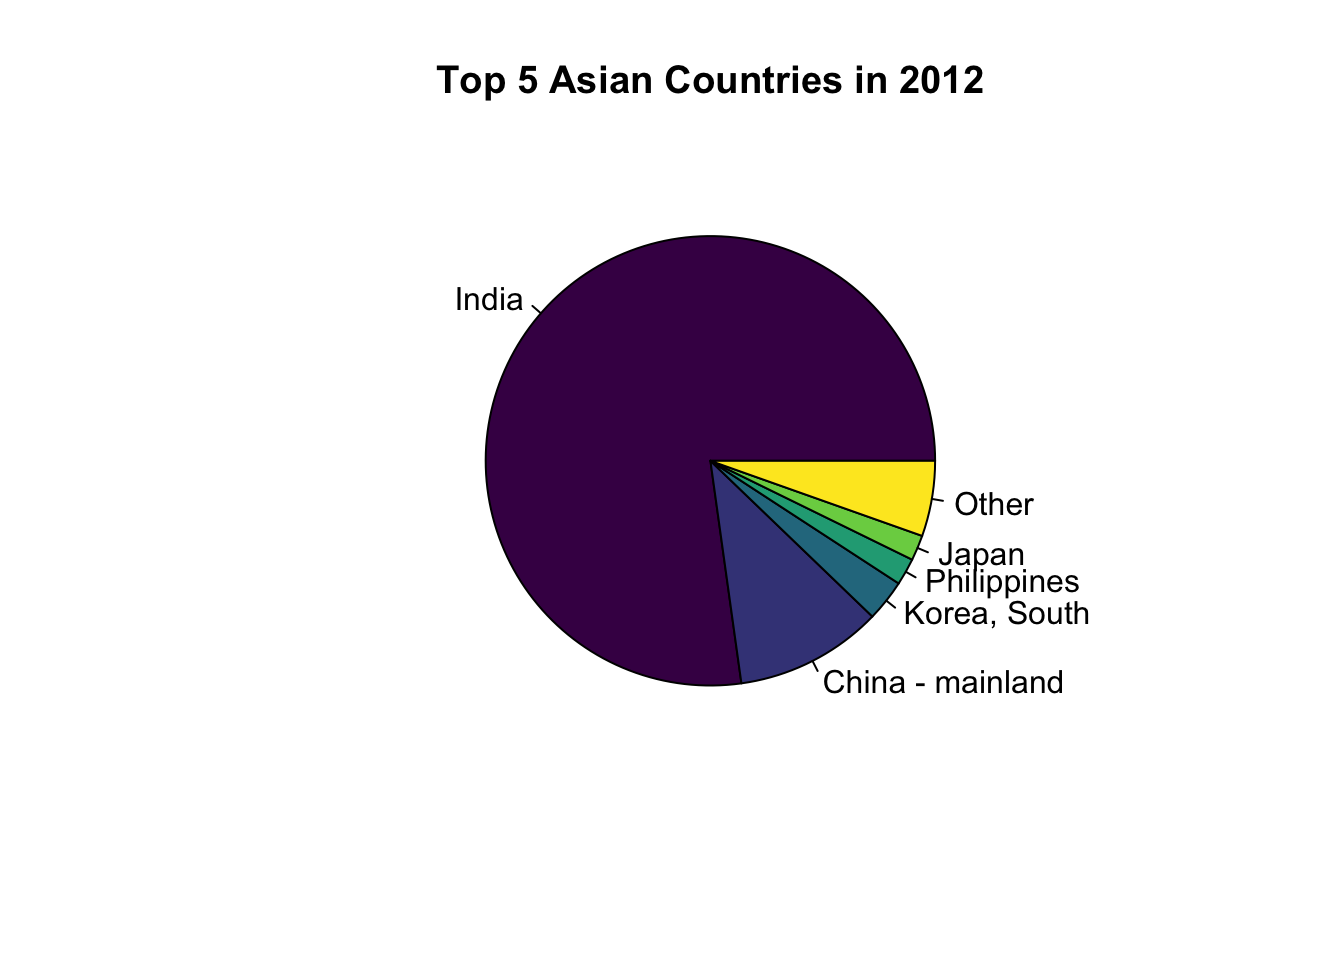 Top 5 Asian Countries in 2012
India
Other
Japan
Philippines
Korea, South
China - mainland